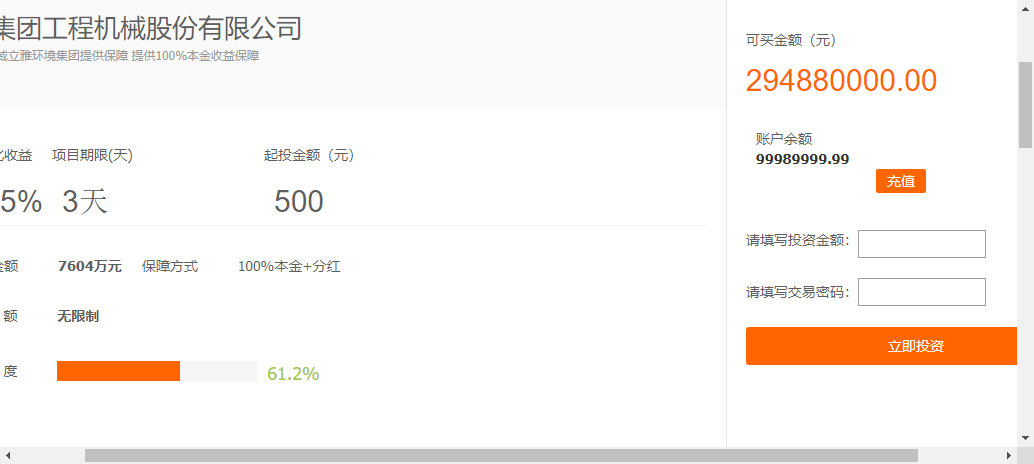 集团工程机械股份有限公司
威立雅环境集团提供保障 提供100%本金收益保障
收益 项目期限(天) 起投金额（元）
5% 3天 500
金额 7604万元 保障方式 100%本金+分红
额 无限制
度 61.2%
可买金额（元）
294880000.00
账户余额
99989999.99
充值
请填写投资金额：
请填写交易密码：
立即投资